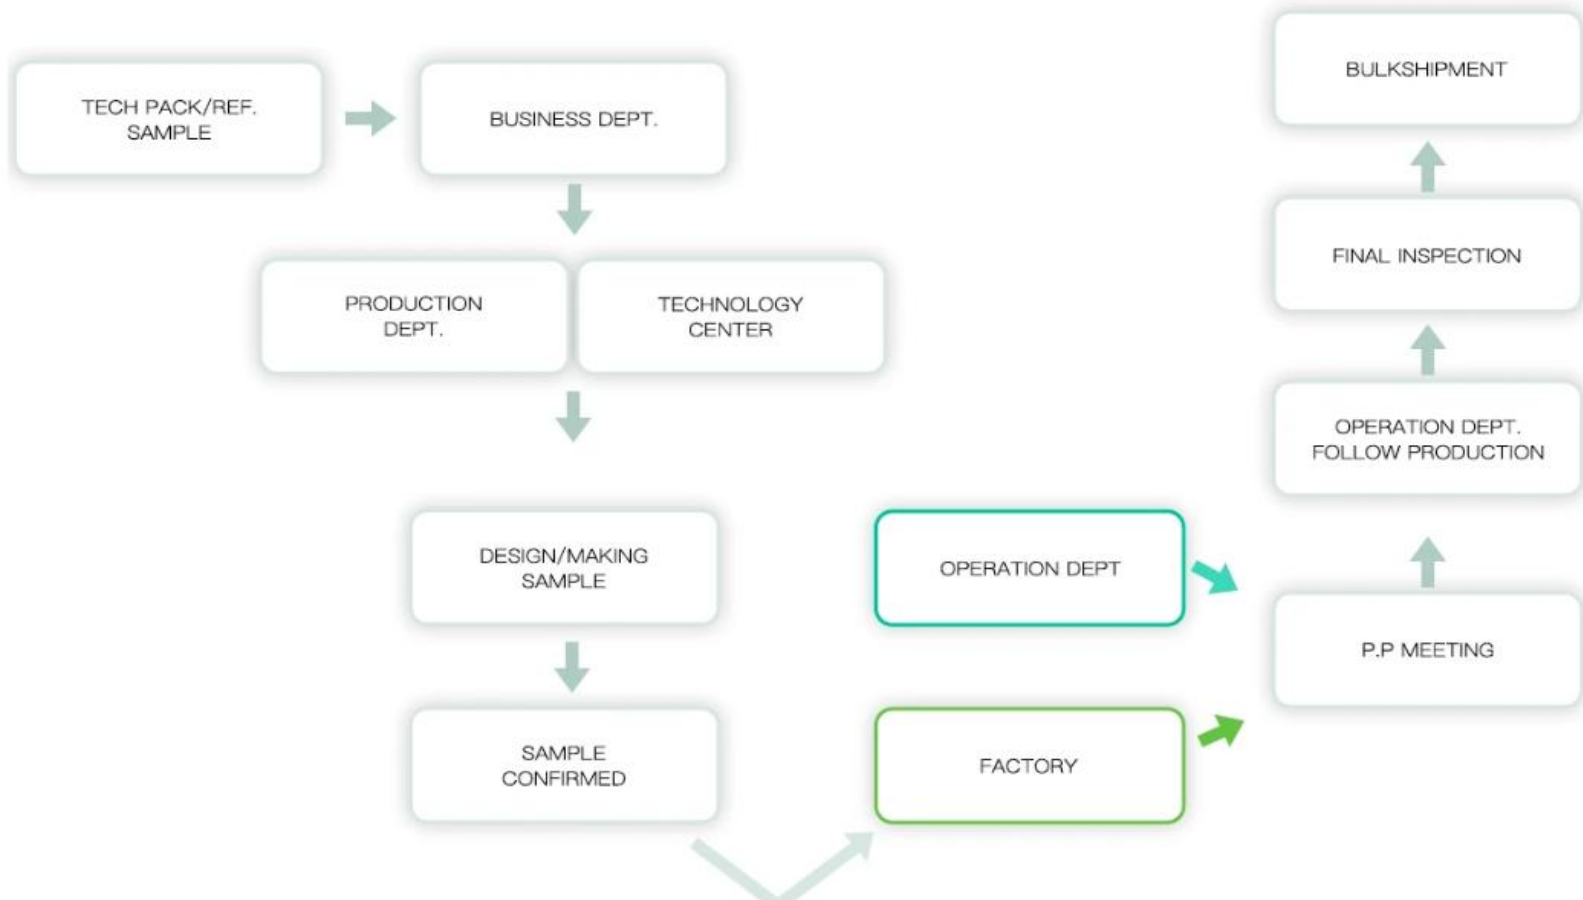 TECH PACK/REF.
SAMPLE
BUSINESS DEPT.
PRODUCTION
DEPT.
TECHNOLOGY
CENTER
DESIGN/MAKING
SAMPLE
SAMPLE
CONFIRMED
OPERATION DEPT
FACTORY
P.P MEETING
OPERATION DEPT.
FOLLOW PRODUCTION
FINAL INSPECTION
BULKSHIPMENT